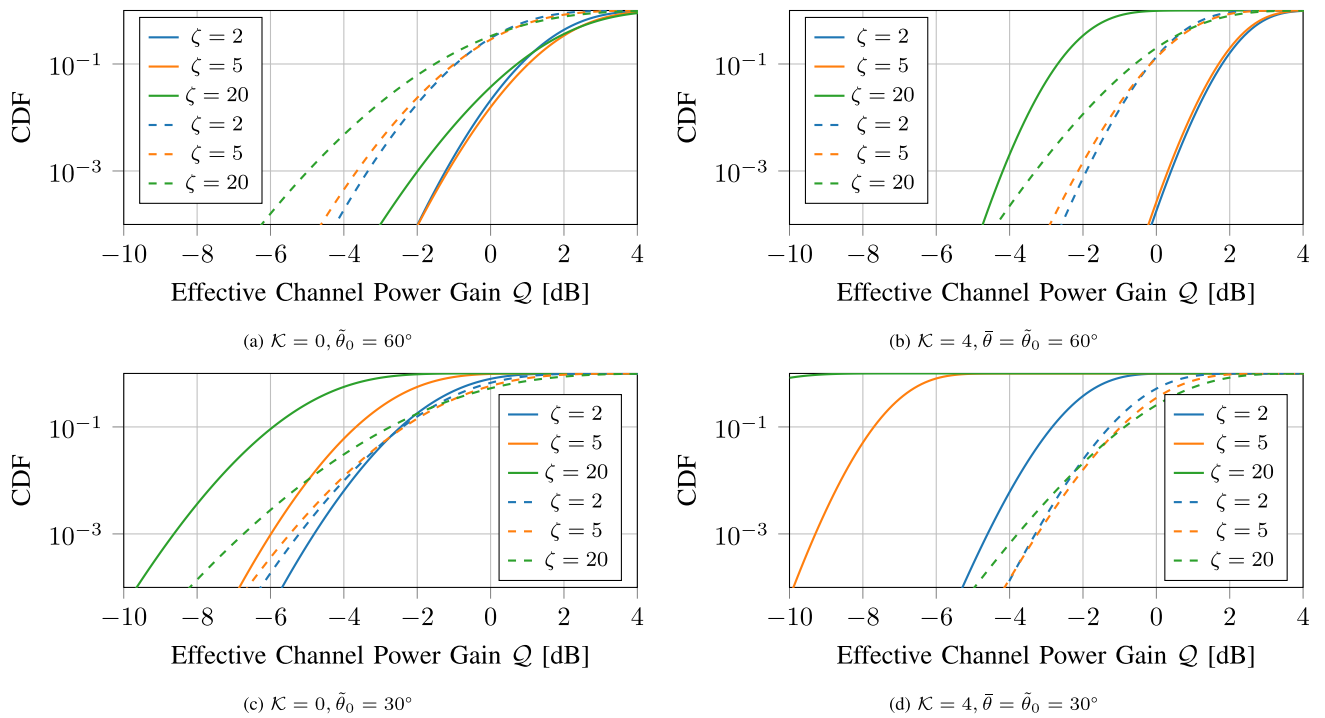 CDF
10⁻¹
10⁻³
ζ = 2
ζ = 5
ζ = 20
ζ = 2
ζ = 5
ζ = 20
−10 −8 −6 −4 −2 0 2 4
Effective Channel Power Gain 𝒬 [dB]
(a) 𝒦 = 0, θ̃₀ = 60°
CDF
10⁻¹
10⁻³
ζ = 2
ζ = 5
ζ = 20
ζ = 2
ζ = 5
ζ = 20
−10 −8 −6 −4 −2 0 2 4
Effective Channel Power Gain 𝒬 [dB]
(b) 𝒦 = 4, θ̄ = θ̃₀ = 60°
CDF
10⁻¹
10⁻³
ζ = 2
ζ = 5
ζ = 20
ζ = 2
ζ = 5
ζ = 20
−10 −8 −6 −4 −2 0 2 4
Effective Channel Power Gain 𝒬 [dB]
(c) 𝒦 = 0, θ̃₀ = 30°
CDF
10⁻¹
10⁻³
ζ = 2
ζ = 5
ζ = 20
ζ = 2
ζ = 5
ζ = 20
−10 −8 −6 −4 −2 0 2 4
Effective Channel Power Gain 𝒬 [dB]
(d) 𝒦 = 4, θ̄ = θ̃₀ = 30°